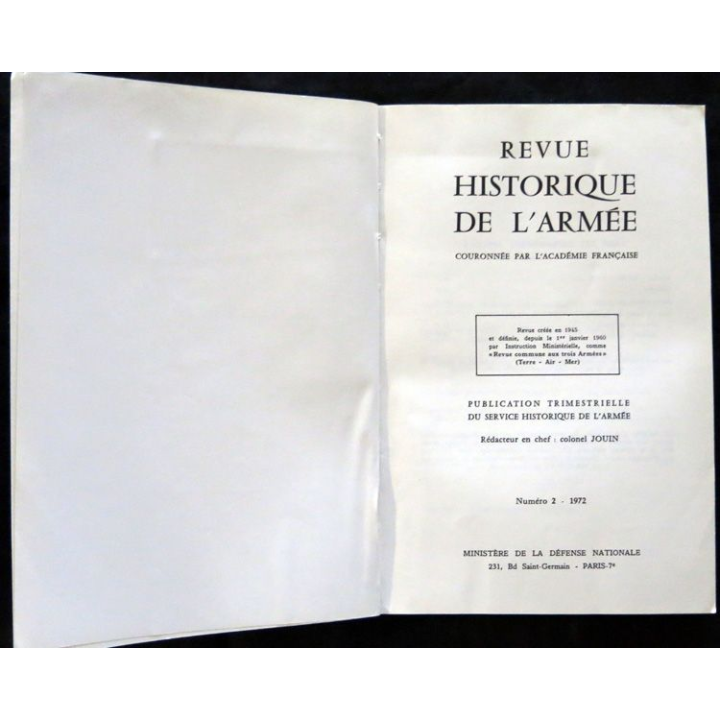 REVUE
HISTORIQUE
DE L'ARMÉE
COURONNÉE PAR L'ACADÉMIE FRANÇAISE
Revue créée en 1945
et définie, depuis le 1er janvier 1960
par Instruction Ministérielle, comme
«Revue commune aux trois Armées»
(Terre - Air - Mer)
PUBLICATION TRIMESTRIELLE
DU SERVICE HISTORIQUE DE L'ARMÉE
Rédacteur en chef : colonel JOUIN
Numéro 2 - 1972
MINISTÈRE DE LA DÉFENSE NATIONALE
231, Bd Saint-Germain - PARIS-7e